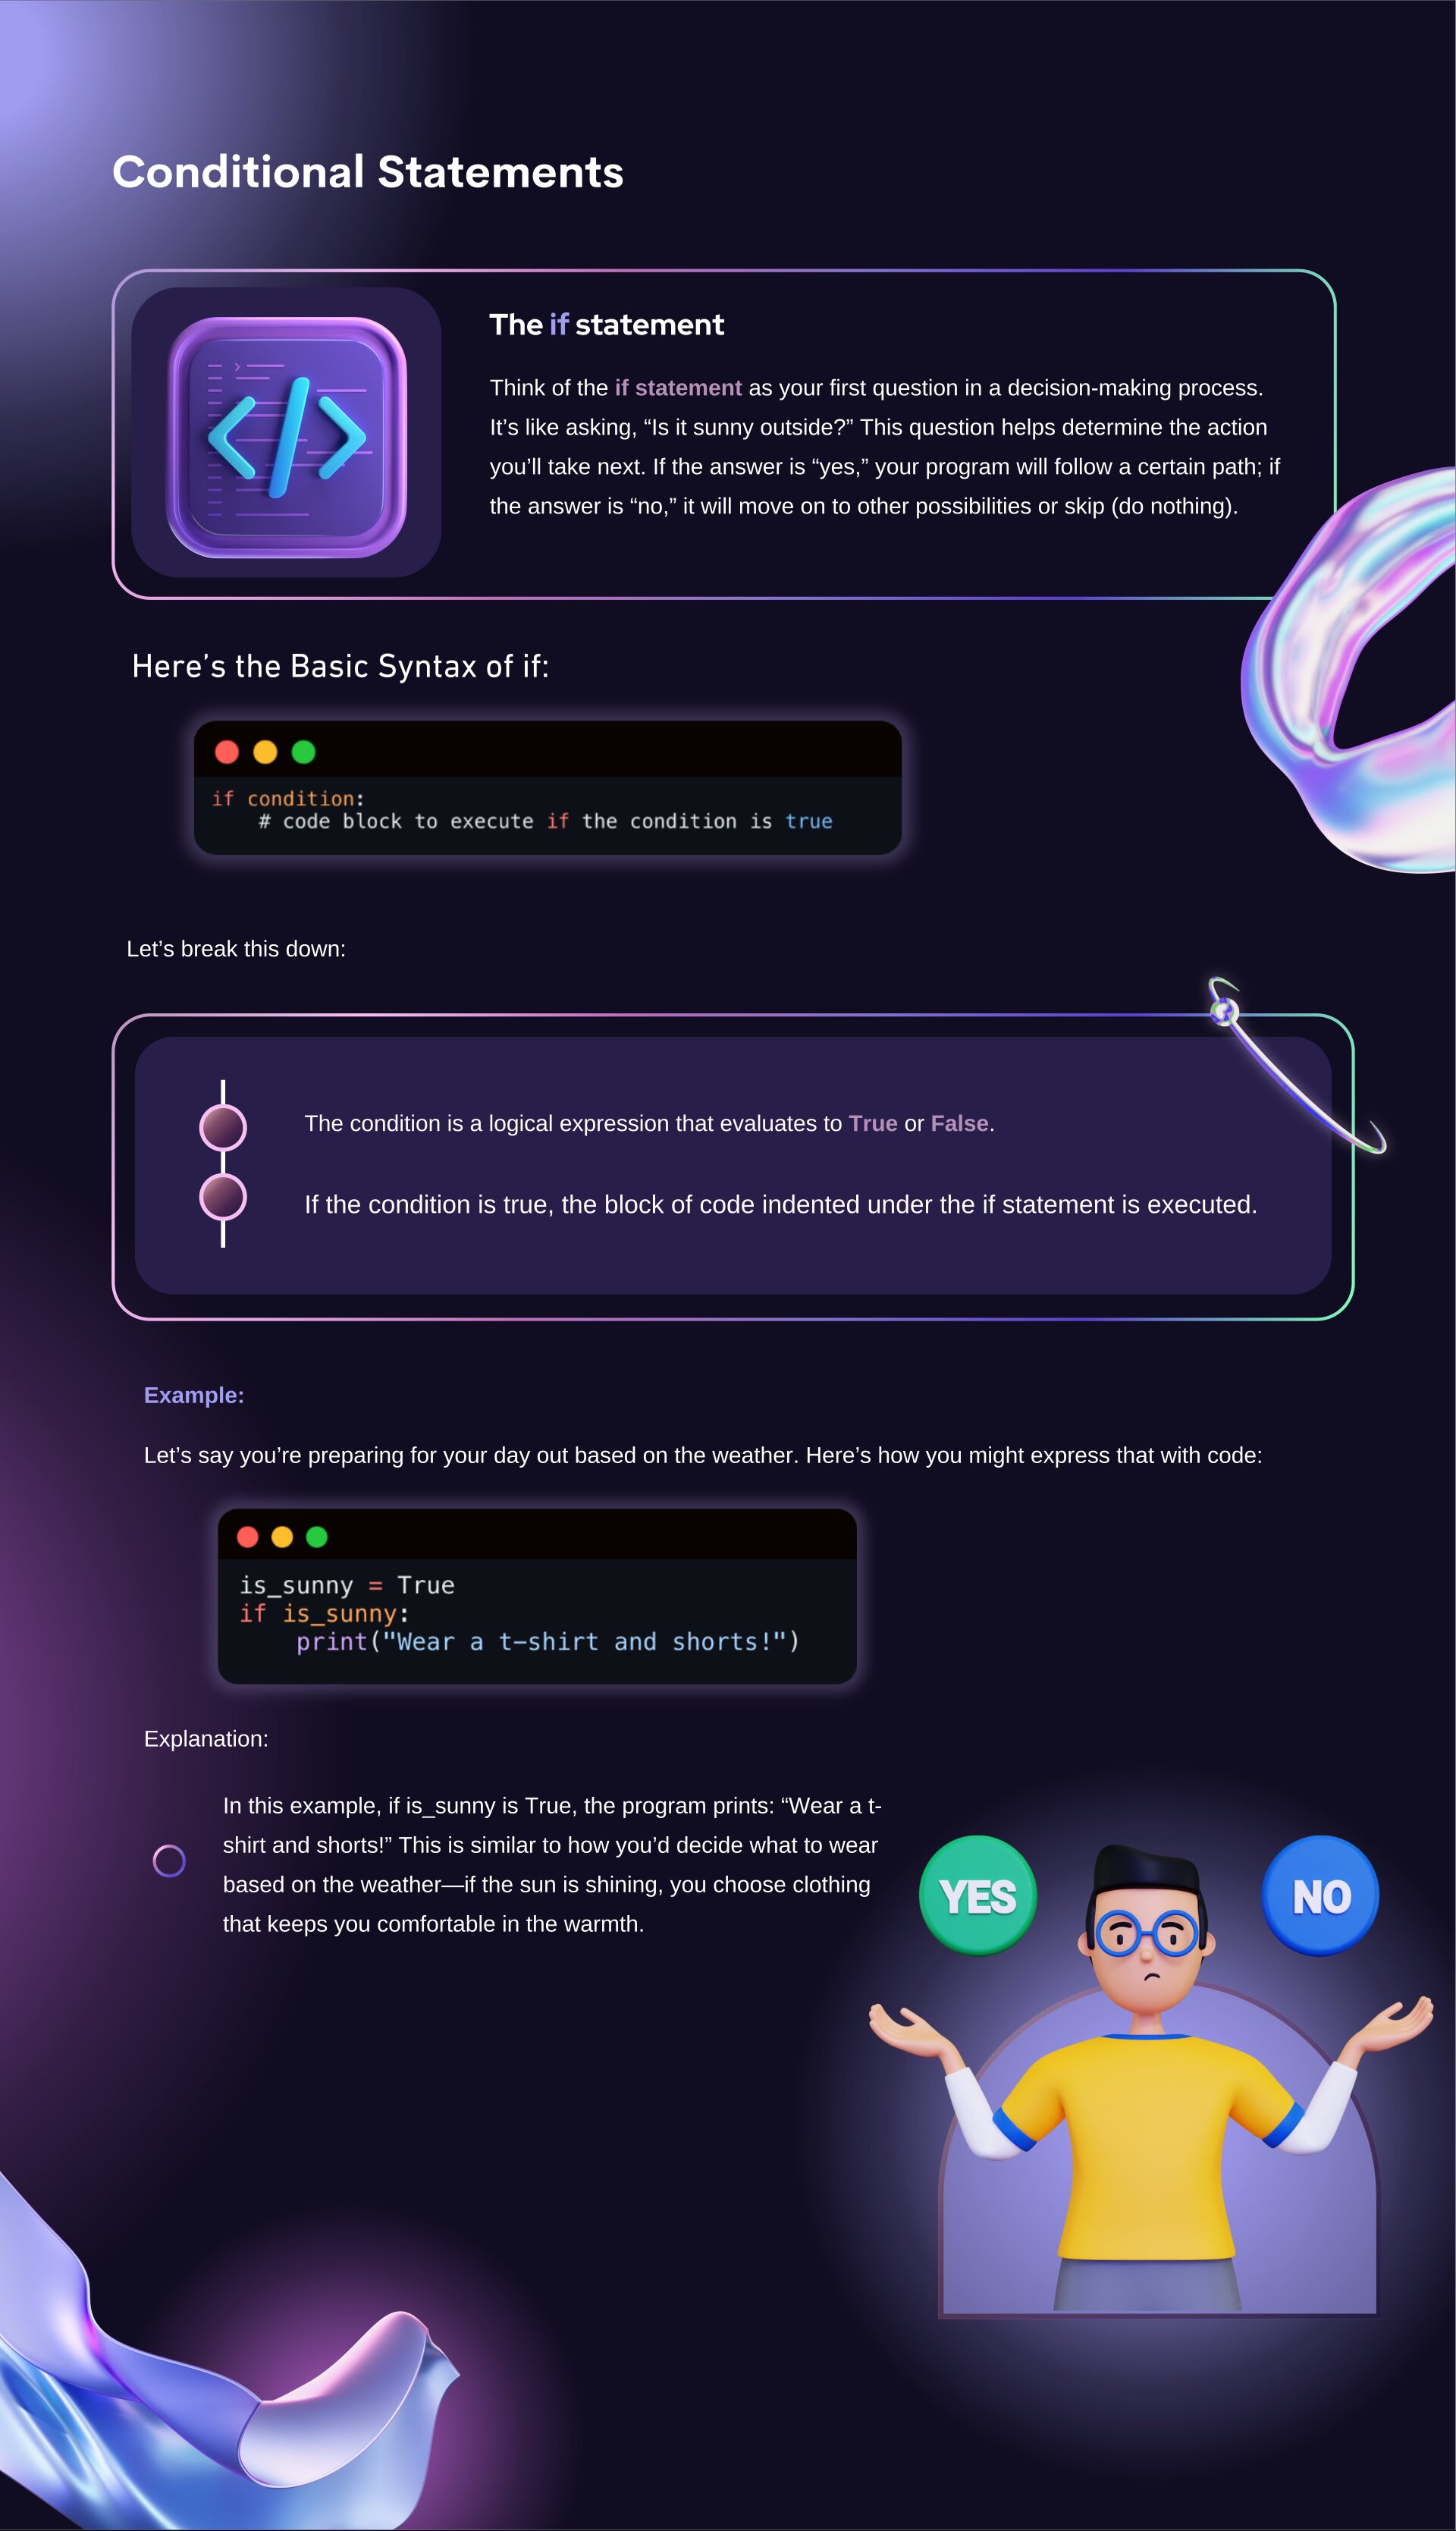 Conditional Statements
The if statement
Think of the if statement as your first question in a decision-making process.
It’s like asking, “Is it sunny outside?” This question helps determine the action
you’ll take next. If the answer is “yes,” your program will follow a certain path; if
the answer is “no,” it will move on to other possibilities or skip (do nothing).
Here’s the Basic Syntax of if:
if condition:
    # code block to execute if the condition is true
Let’s break this down:
The condition is a logical expression that evaluates to True or False.
If the condition is true, the block of code indented under the if statement is executed.
Example:
Let’s say you’re preparing for your day out based on the weather. Here’s how you might express that with code:
is_sunny = True
if is_sunny:
    print("Wear a t-shirt and shorts!")
Explanation:
In this example, if is_sunny is True, the program prints: “Wear a t-
shirt and shorts!” This is similar to how you’d decide what to wear
based on the weather—if the sun is shining, you choose clothing
that keeps you comfortable in the warmth.
YES
NO